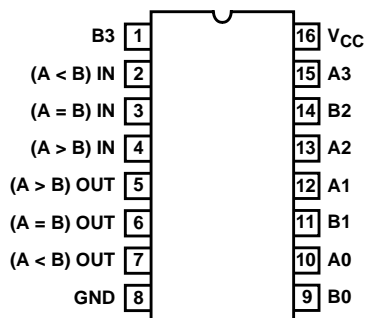 B3 1 16 VCC
(A < B) IN 2 15 A3
(A = B) IN 3 14 B2
(A > B) IN 4 13 A2
(A > B) OUT 5 12 A1
(A = B) OUT 6 11 B1
(A < B) OUT 7 10 A0
GND 8 9 B0